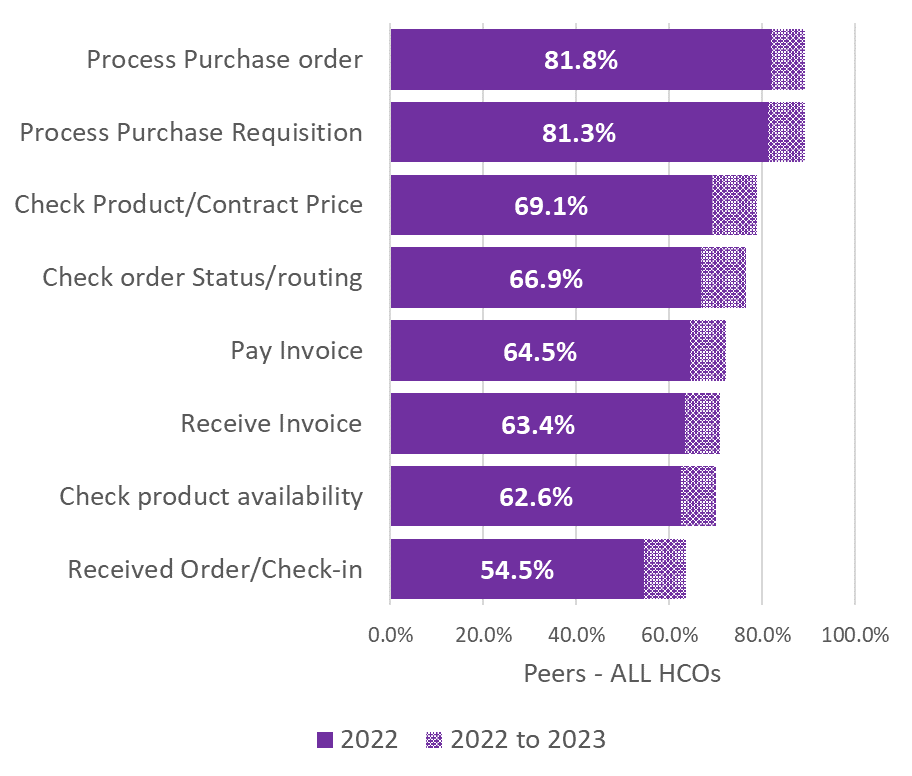 Process Purchase order
81.8%
Process Purchase Requisition
81.3%
Check Product/Contract Price
69.1%
Check order Status/routing
66.9%
Pay Invoice
64.5%
Receive Invoice
63.4%
Check product availability
62.6%
Received Order/Check-in
54.5%
0.0% 20.0% 40.0% 60.0% 80.0% 100.0%
Peers - ALL HCOs
2022 2022 to 2023